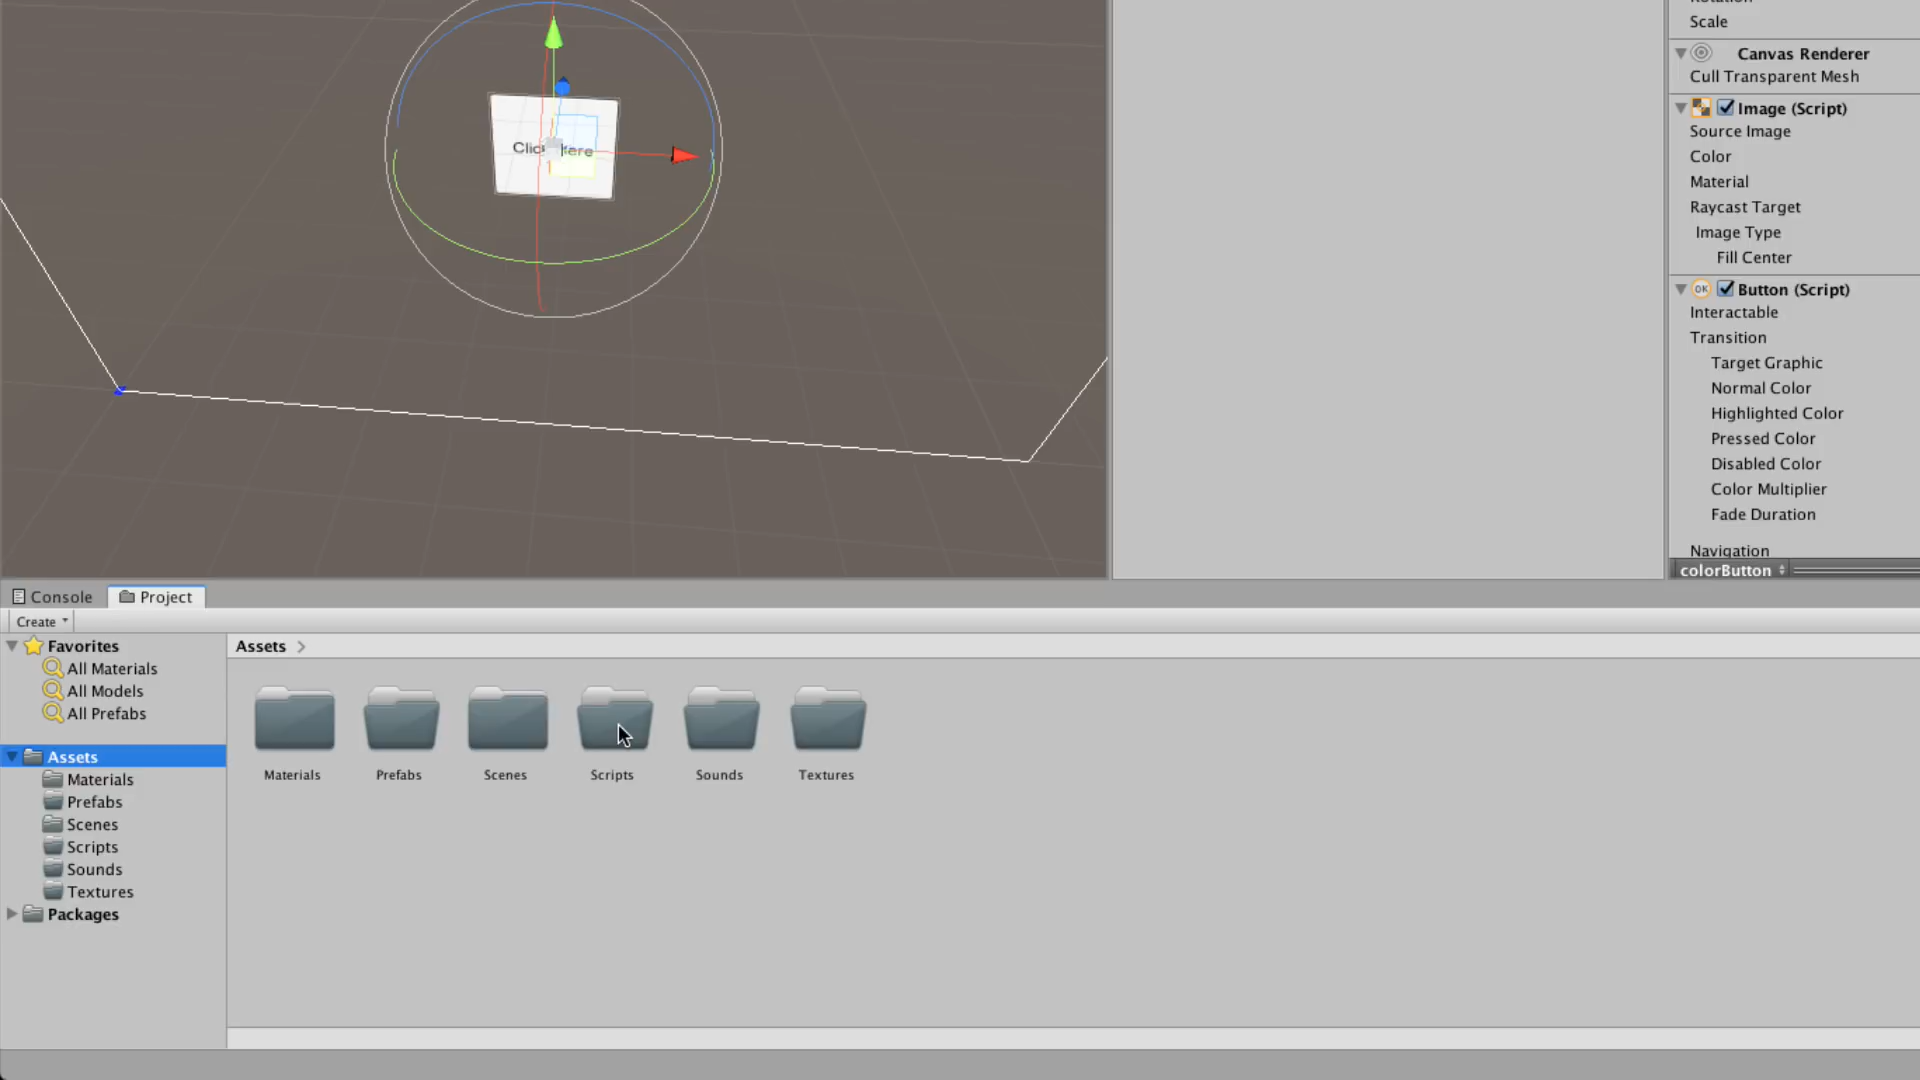 Click Here
Scale
Canvas Renderer
Cull Transparent Mesh
Image (Script)
Source Image
Color
Material
Raycast Target
Image Type
Fill Center
OK
Button (Script)
Interactable
Transition
Target Graphic
Normal Color
Highlighted Color
Pressed Color
Disabled Color
Color Multiplier
Fade Duration
Navigation
colorButton
Console
Project
Create
Favorites
All Materials
All Models
All Prefabs
Assets
Materials
Prefabs
Scenes
Scripts
Sounds
Textures
Packages
Assets
Materials
Prefabs
Scenes
Scripts
Sounds
Textures